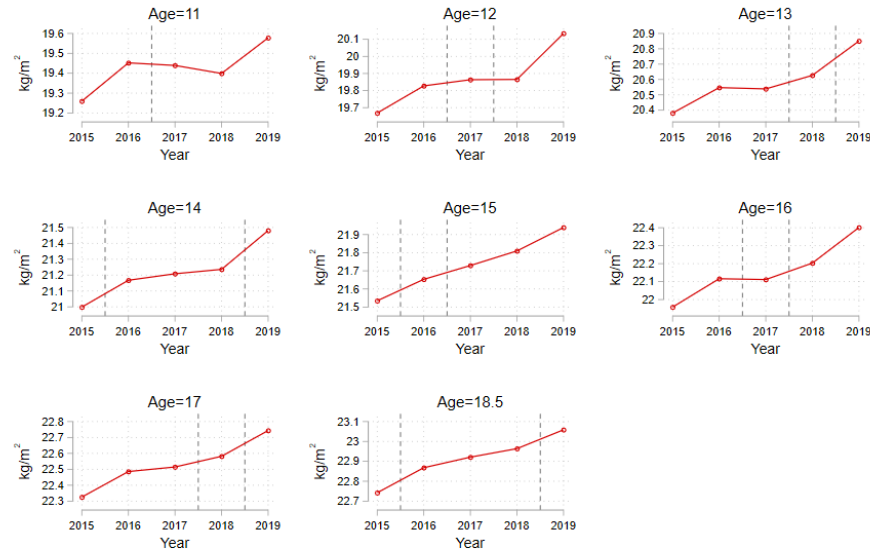 Age=11
kg/m²
19.6
19.5
19.4
19.3
19.2
2015 2016 2017 2018 2019
Year
Age=12
kg/m²
20.1
20
19.9
19.8
19.7
2015 2016 2017 2018 2019
Year
Age=13
kg/m²
20.9
20.8
20.7
20.6
20.5
20.4
2015 2016 2017 2018 2019
Year
Age=14
kg/m²
21.5
21.4
21.3
21.2
21.1
21
2015 2016 2017 2018 2019
Year
Age=15
kg/m²
21.9
21.8
21.7
21.6
21.5
2015 2016 2017 2018 2019
Year
Age=16
kg/m²
22.4
22.3
22.2
22.1
22
2015 2016 2017 2018 2019
Year
Age=17
kg/m²
22.8
22.7
22.6
22.5
22.4
22.3
2015 2016 2017 2018 2019
Year
Age=18.5
kg/m²
23.1
23
22.9
22.8
22.7
2015 2016 2017 2018 2019
Year